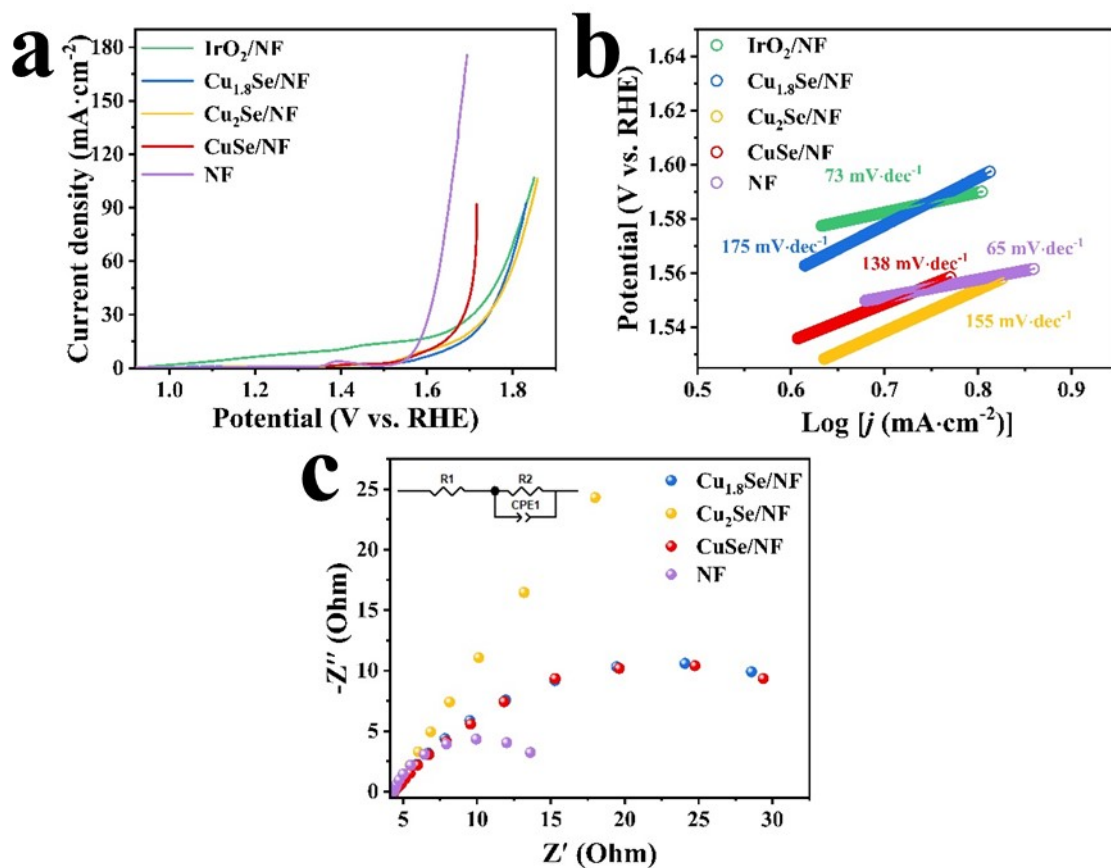 a
Current density (mA·cm⁻²)
180
150
120
90
60
30
0
IrO₂/NF
Cu₁.₈Se/NF
Cu₂Se/NF
CuSe/NF
NF
1.0 1.2 1.4 1.6 1.8
Potential (V vs. RHE)
b
Potential (V vs. RHE)
1.64
1.62
1.60
1.58
1.56
1.54
IrO₂/NF
Cu₁.₈Se/NF
Cu₂Se/NF
CuSe/NF
NF
73 mV·dec⁻¹
175 mV·dec⁻¹
65 mV·dec⁻¹
138 mV·dec⁻¹
155 mV·dec⁻¹
0.5 0.6 0.7 0.8 0.9
Log [j (mA·cm⁻²)]
c
-Z″ (Ohm)
25
20
15
10
5
0
R1 R2
CPE1
Cu₁.₈Se/NF
Cu₂Se/NF
CuSe/NF
NF
5 10 15 20 25 30
Z′ (Ohm)